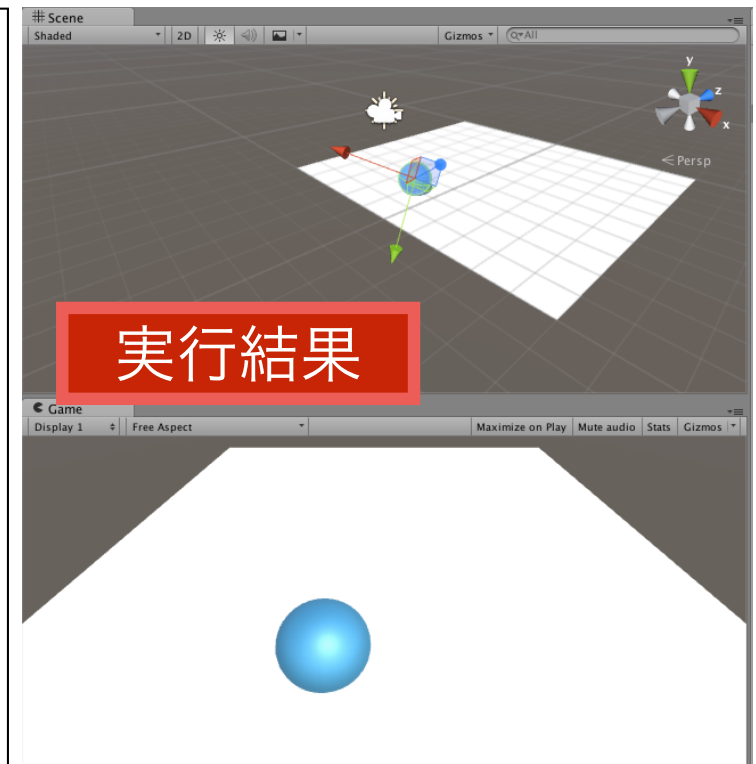 Scene
Shaded 2D Gizmos All
y
z
x
Persp
実行結果
Game
Display 1 Free Aspect Maximize on Play Mute audio Stats Gizmos